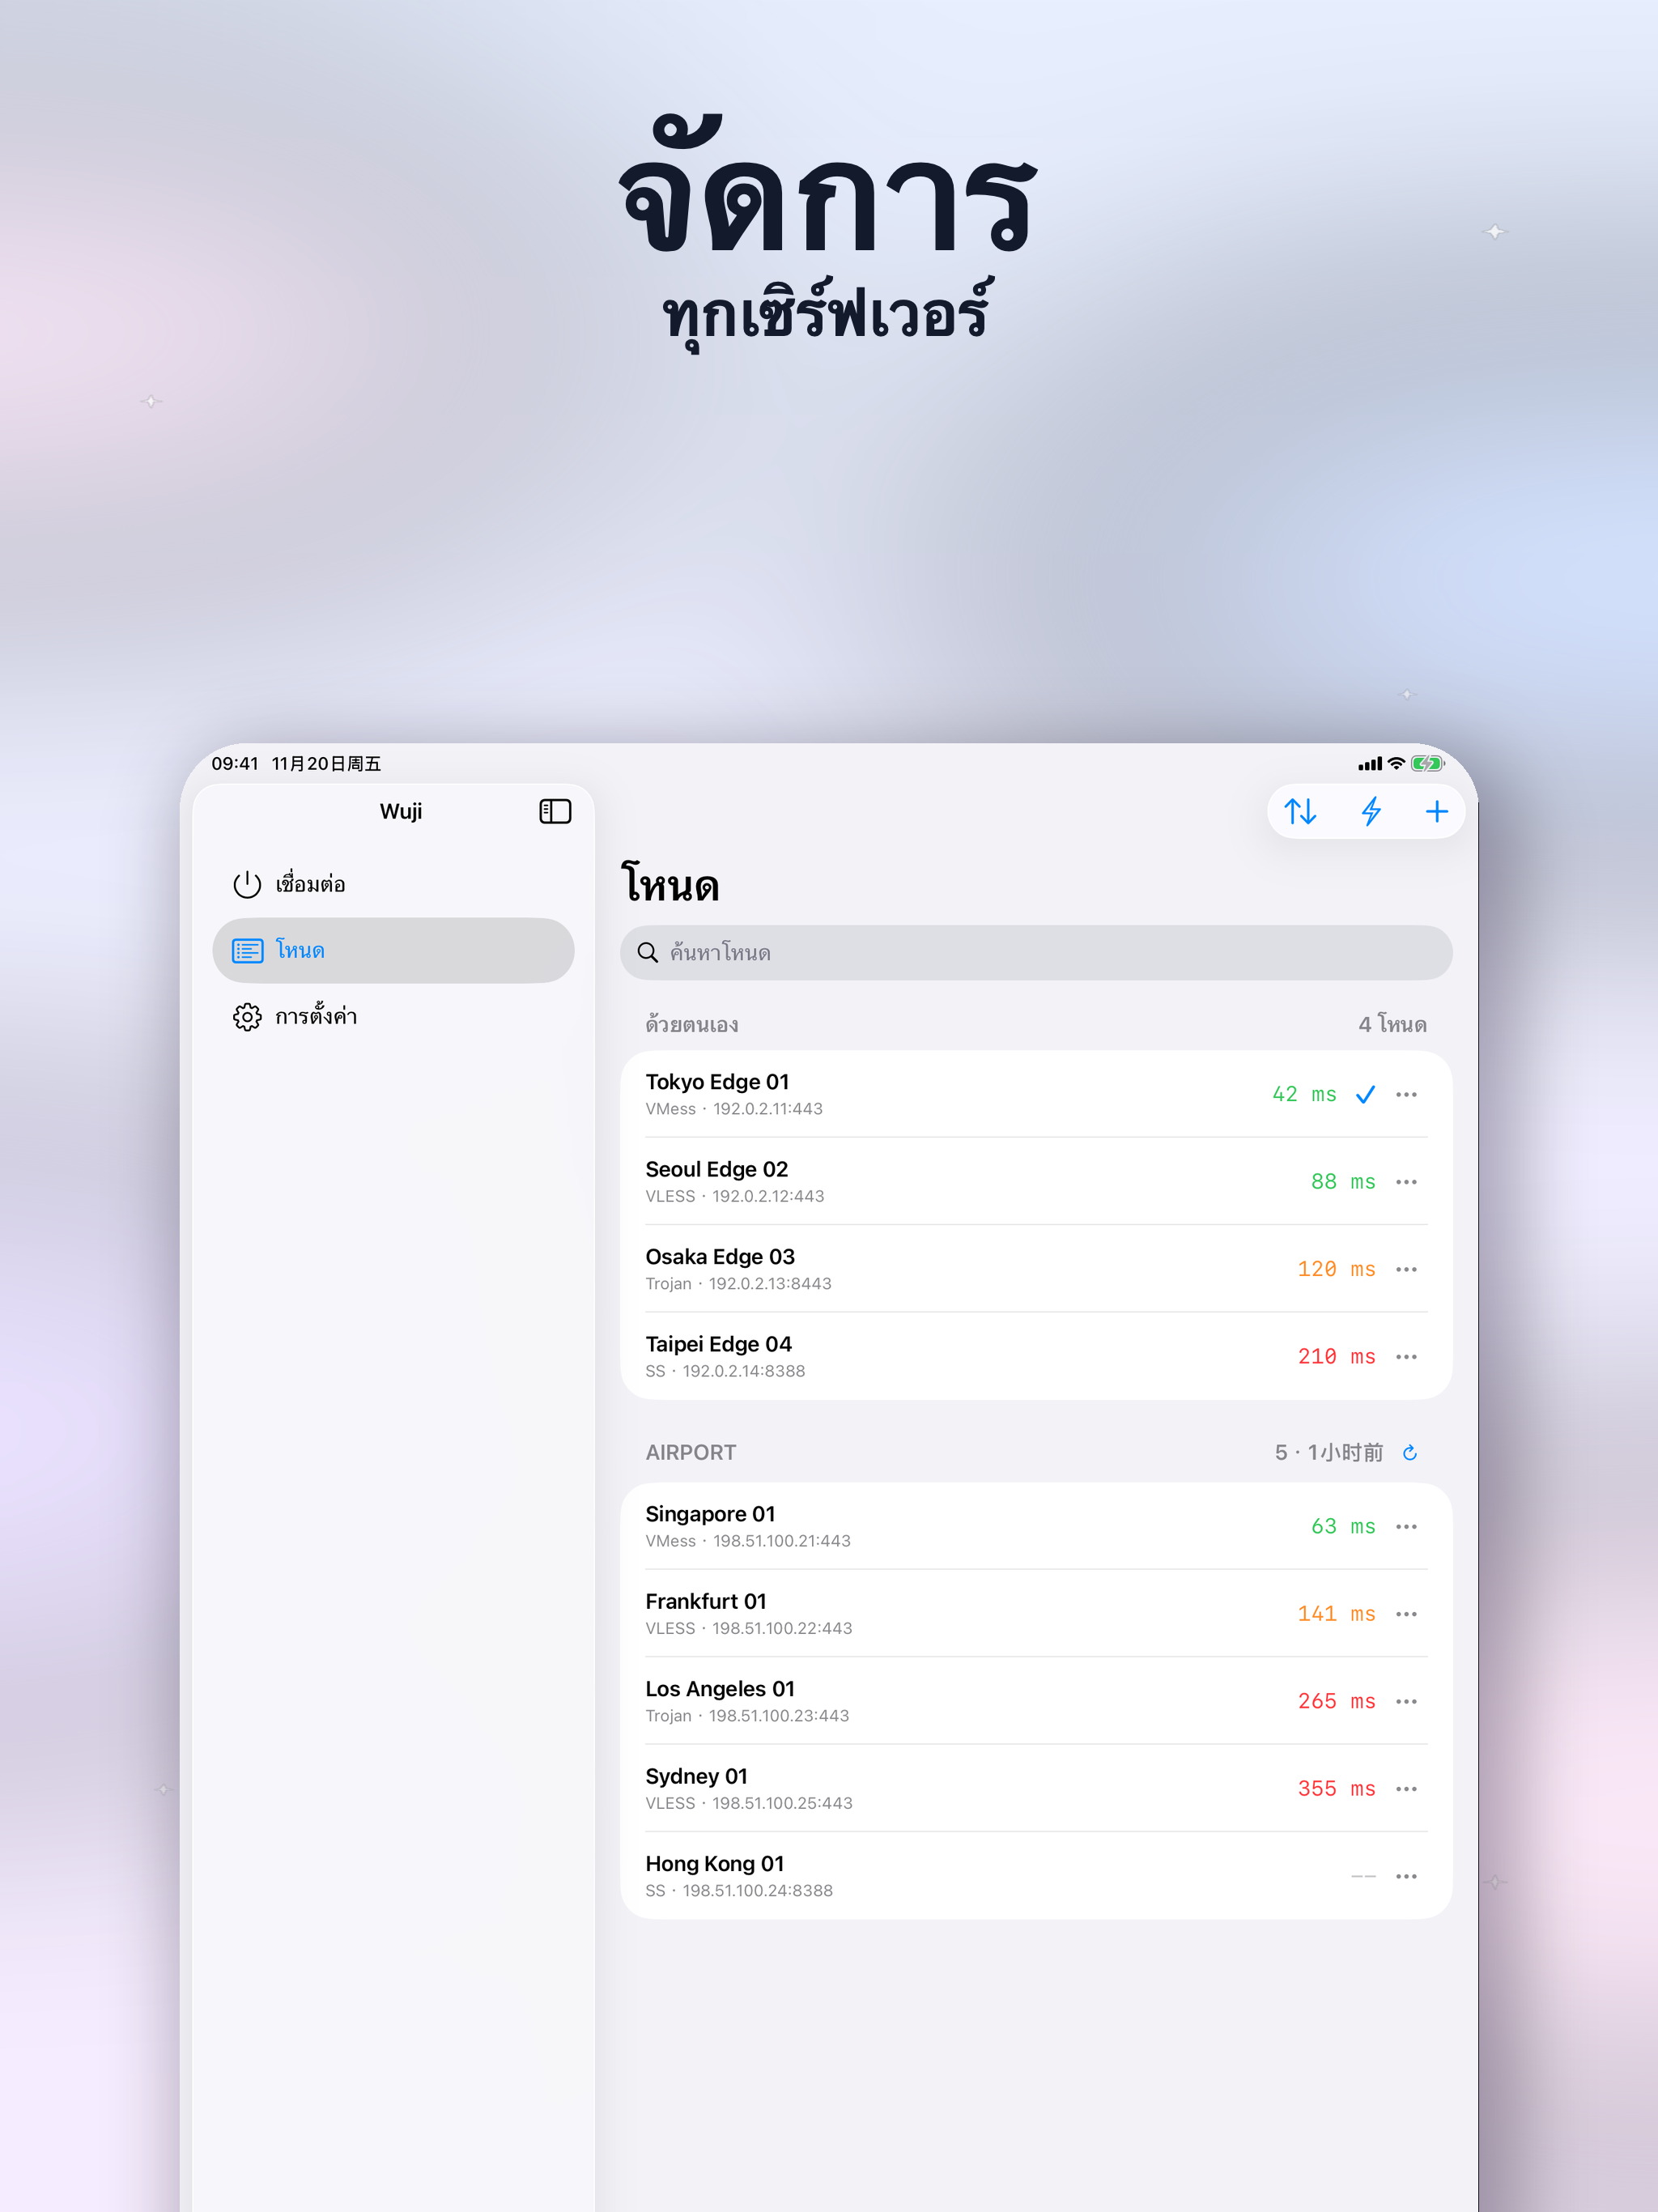 จัดการ
ทุกเซิร์ฟเวอร์
09:41 11月20日周五
Wuji
เชื่อมต่อ
โหนด
การตั้งค่า
โหนด
ค้นหาโหนด
ด้วยตนเอง 4 โหนด
Tokyo Edge 01
VMess · 192.0.2.11:443
42 ms
Seoul Edge 02
VLESS · 192.0.2.12:443
88 ms
Osaka Edge 03
Trojan · 192.0.2.13:8443
120 ms
Taipei Edge 04
SS · 192.0.2.14:8388
210 ms
AIRPORT 5 · 1小时前
Singapore 01
VMess · 198.51.100.21:443
63 ms
Frankfurt 01
VLESS · 198.51.100.22:443
141 ms
Los Angeles 01
Trojan · 198.51.100.23:443
265 ms
Sydney 01
VLESS · 198.51.100.25:443
355 ms
Hong Kong 01
SS · 198.51.100.24:8388
--